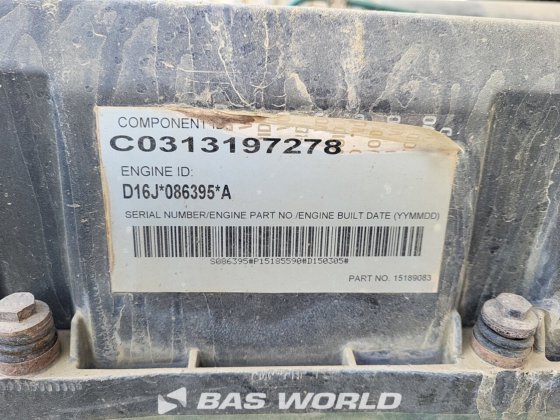 COMPONENT ID:
C0313197278
ENGINE ID:
D16J*086395*A
SERIAL NUMBER/ENGINE PART NO /ENGINE BUILT DATE (YYMMDD)
S086395#P15185590#D150305#
PART NO. 15189083
BAS WORLD